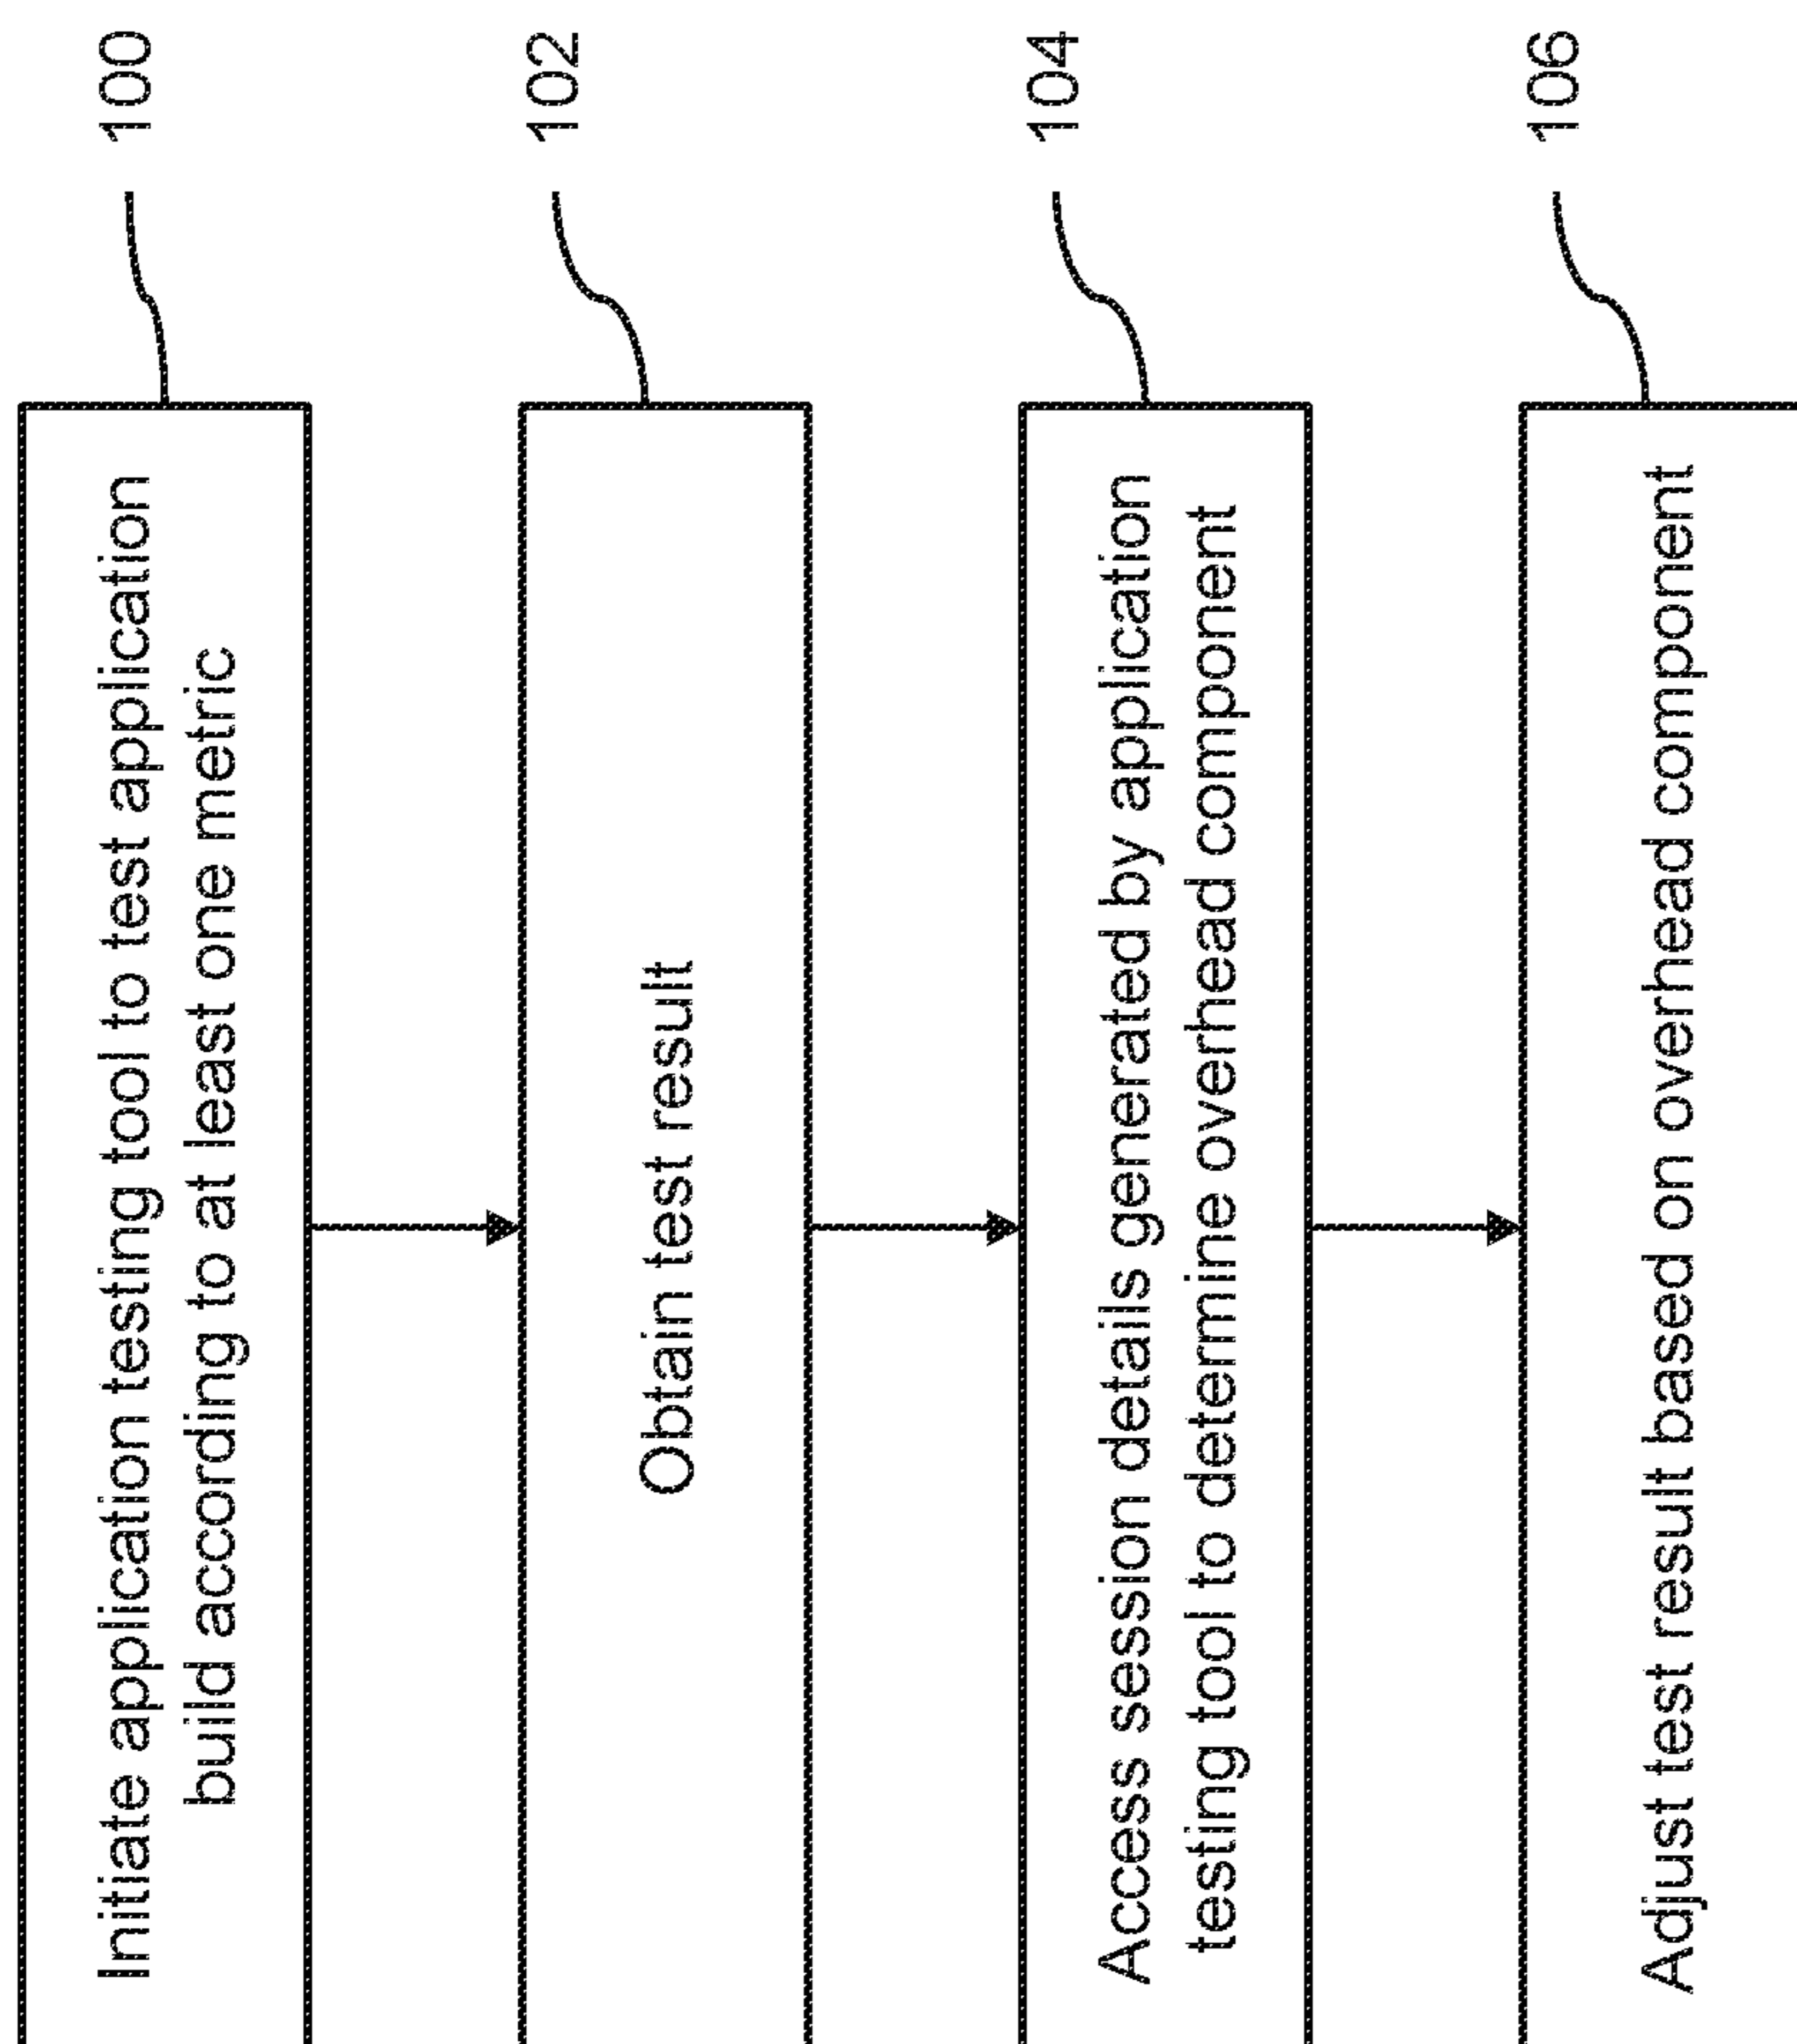 Initiate application testing tool to test application
build according to at least one metric
100
Obtain test result
102
Access session details generated by application
testing tool to determine overhead component
104
Adjust test result based on overhead component
106